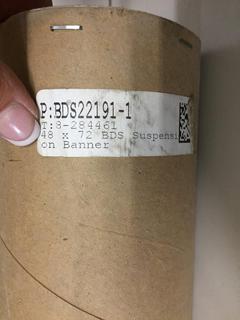 P:BDS22191-1
T:8-284461
48 x 72 BDS Suspensi
on Banner